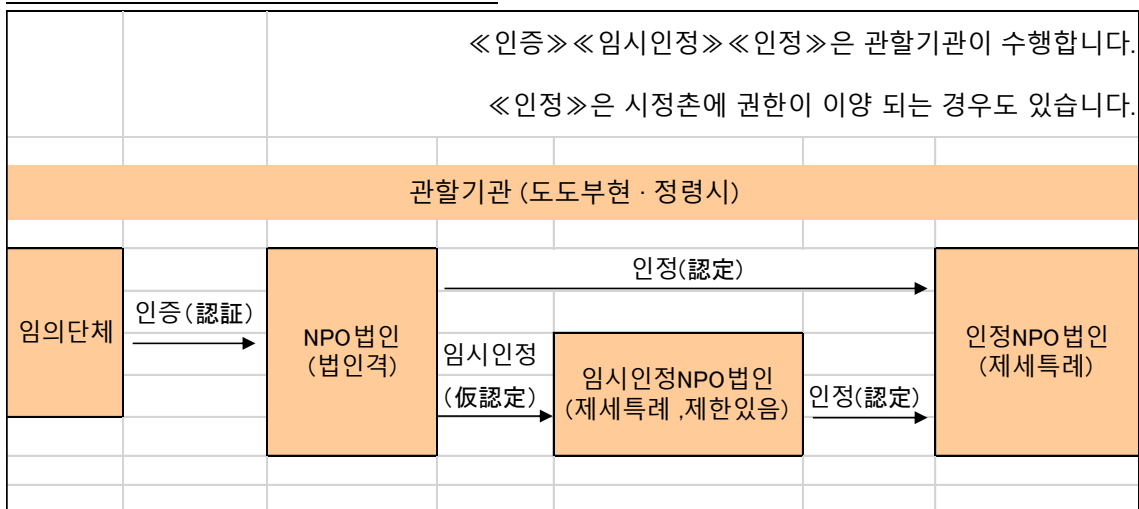 ≪인증≫≪임시인정≫≪인정≫은 관할기관이 수행합니다.
≪인정≫은 시정촌에 권한이 이양 되는 경우도 있습니다.
관할기관 (도도부현 · 정령시)
임의단체
인증(認証)
NPO법인
(법인격)
인정(認定)
임시인정
(仮認定)
임시인정NPO법인
(제세특례 ,제한있음)
인정(認定)
인정NPO법인
(제세특례)